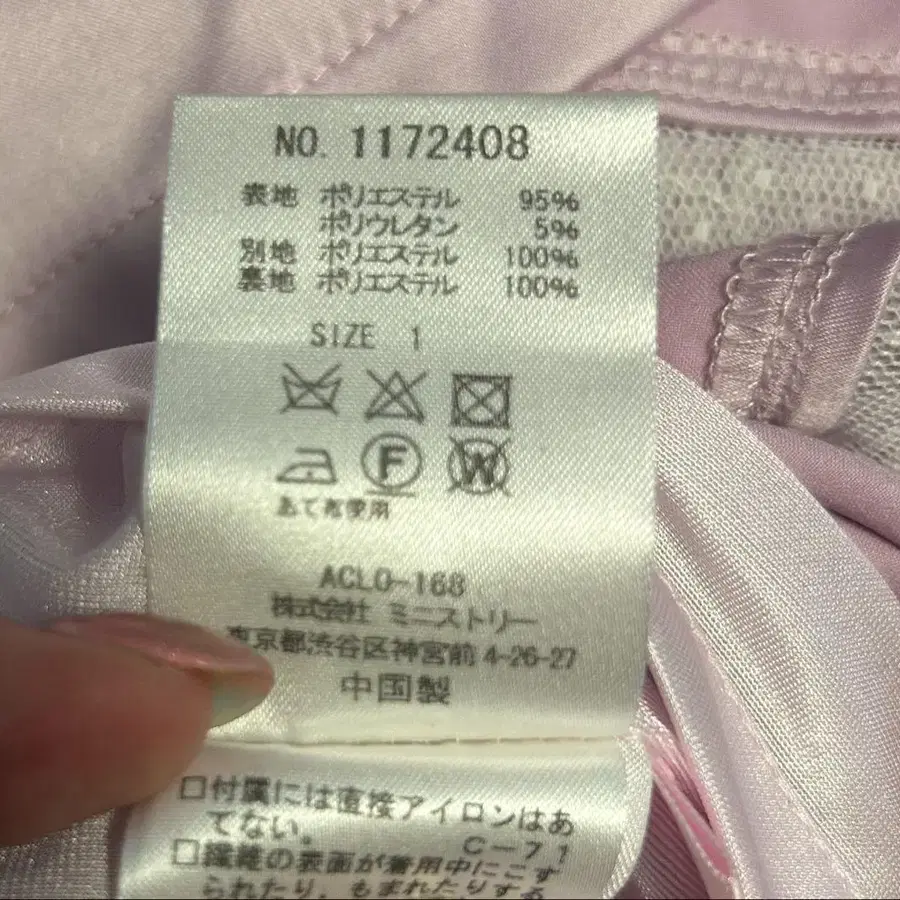 NO. 1172408
表地 ポリエステル 95%
ポリウレタン 5%
別地 ポリエステル 100%
裏地 ポリエステル 100%
SIZE 1
F W
あて布使用
ACLO-168
株式会社 ミニストリー
東京都渋谷区神宮前 4-26-27
中国製
□付属には直接アイロンはあ
てない。 C-71
□繊維の表面が着用中にこす
られたり、もまれたりする